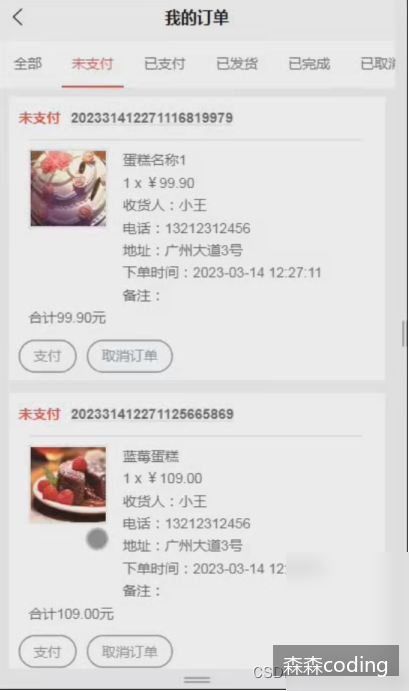 我的订单
全部 未支付 已支付 已发货 已完成 已取消
未支付 202331412271116819979
蛋糕名称1
1 x ￥99.90
收货人：小王
电话：13212312456
地址：广州大道3号
下单时间：2023-03-14 12:27:11
备注：
合计99.90元
支付 取消订单
未支付 202331412271125665869
蓝莓蛋糕
1 x ￥109.00
收货人：小王
电话：13212312456
地址：广州大道3号
下单时间：2023-03-14 12:
备注：
合计109.00元
支付 取消订单
森森coding